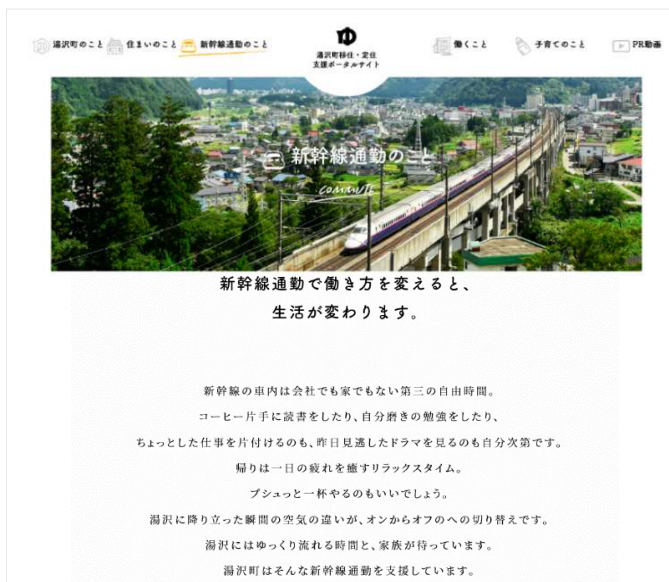 湯沢町のこと 住まいのこと 新幹線通勤のこと
ゆ
湯沢町移住・定住
支援ポータルサイト
働くこと 子育てのこと PR動画
新幹線通勤のこと
COMMUTE
新幹線通勤で働き方を変えると、
生活が変わります。
新幹線の車内は会社でも家でもない第三の自由時間。
コーヒー片手に読書をしたり、自分磨きの勉強をしたり、
ちょっとした仕事を片付けるのも、昨日見逃したドラマを見るのも自分次第です。
帰りは一日の疲れを癒すリラックスタイム。
プシュっと一杯やるのもいいでしょう。
湯沢に降り立った瞬間の空気の違いが、オンからオフのへの切り替えです。
湯沢にはゆっくり流れる時間と、家族が待っています。
湯沢町はそんな新幹線通勤を支援しています。